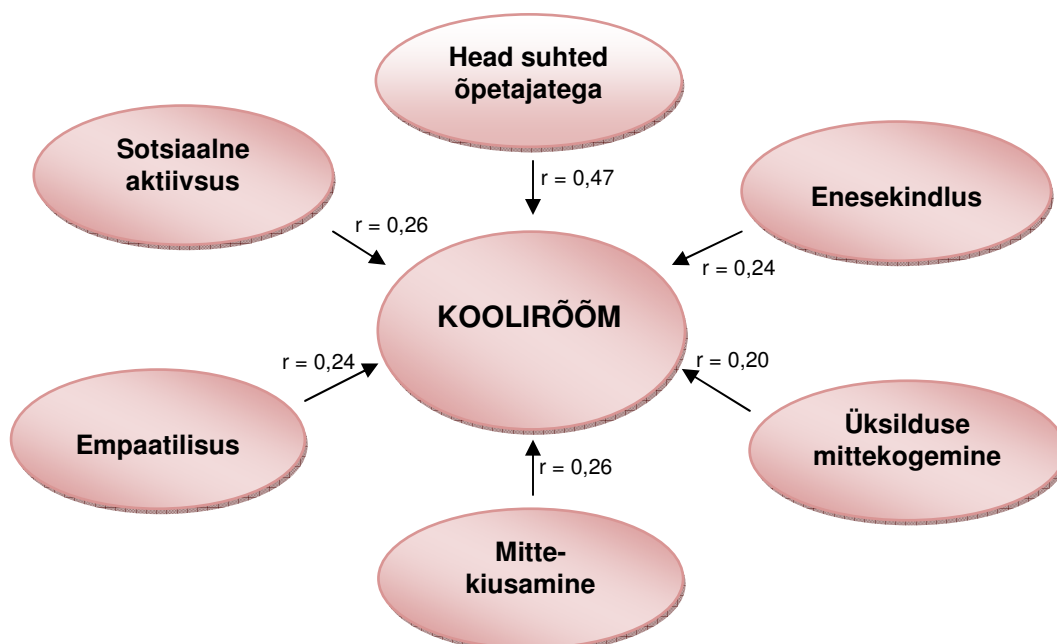 Head suhted
õpetajatega
Sotsiaalne
aktiivsus
Enesekindlus
r = 0,47
r = 0,26
r = 0,24
KOOLIRÕÕM
r = 0,24
r = 0,20
Empaatilisus
Üksilduse
mittekogemine
r = 0,26
Mitte-
kiusamine